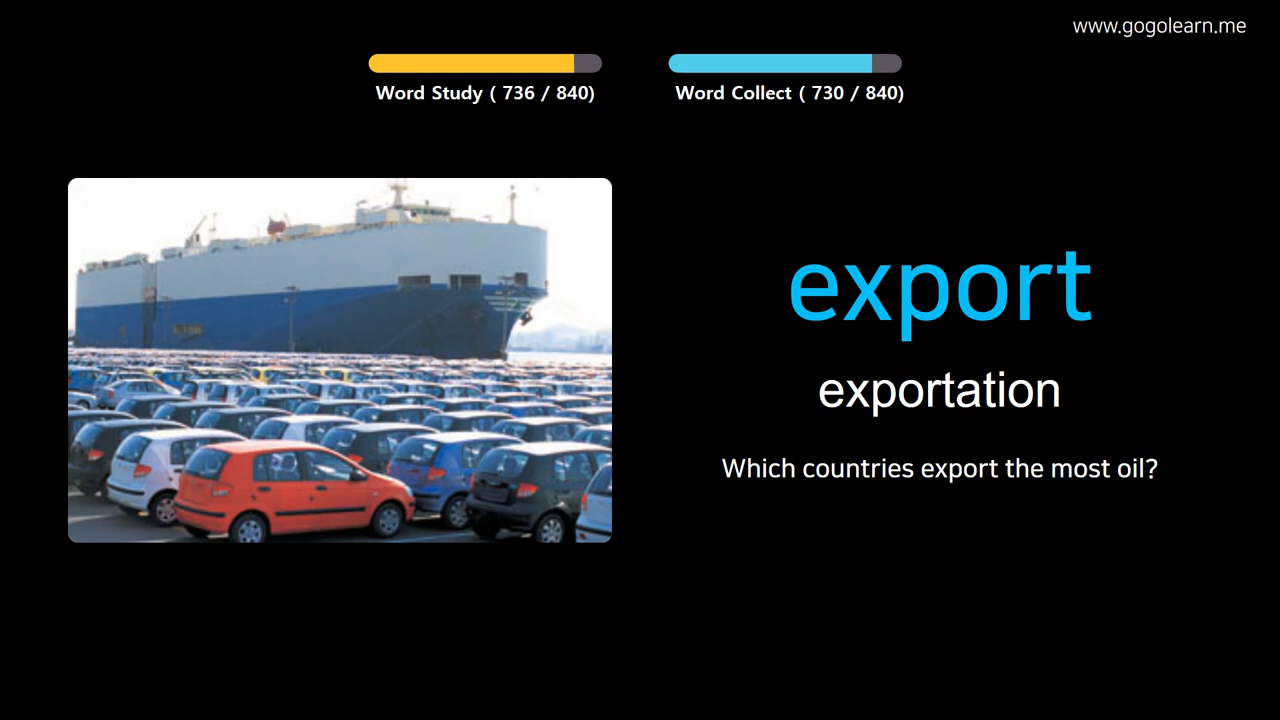 www.gogolearn.me
Word Study ( 736 / 840)
Word Collect ( 730 / 840)
export
exportation
Which countries export the most oil?